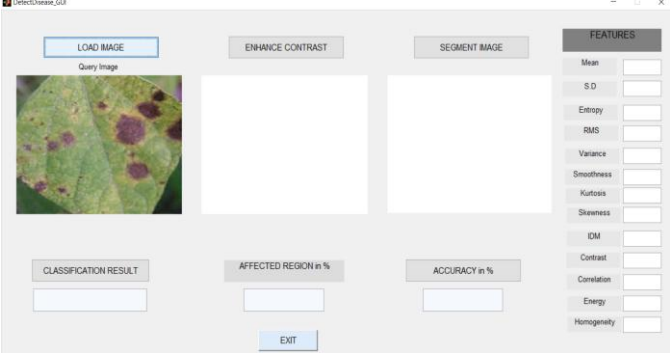 DetectDisease_GUI
LOAD IMAGE
ENHANCE CONTRAST
SEGMENT IMAGE
Query Image
CLASSIFICATION RESULT
AFFECTED REGION in %
ACCURACY in %
EXIT
FEATURES
Mean
S.D
Entropy
RMS
Variance
Smoothness
Kurtosis
Skewness
IDM
Contrast
Correlation
Energy
Homogeneity